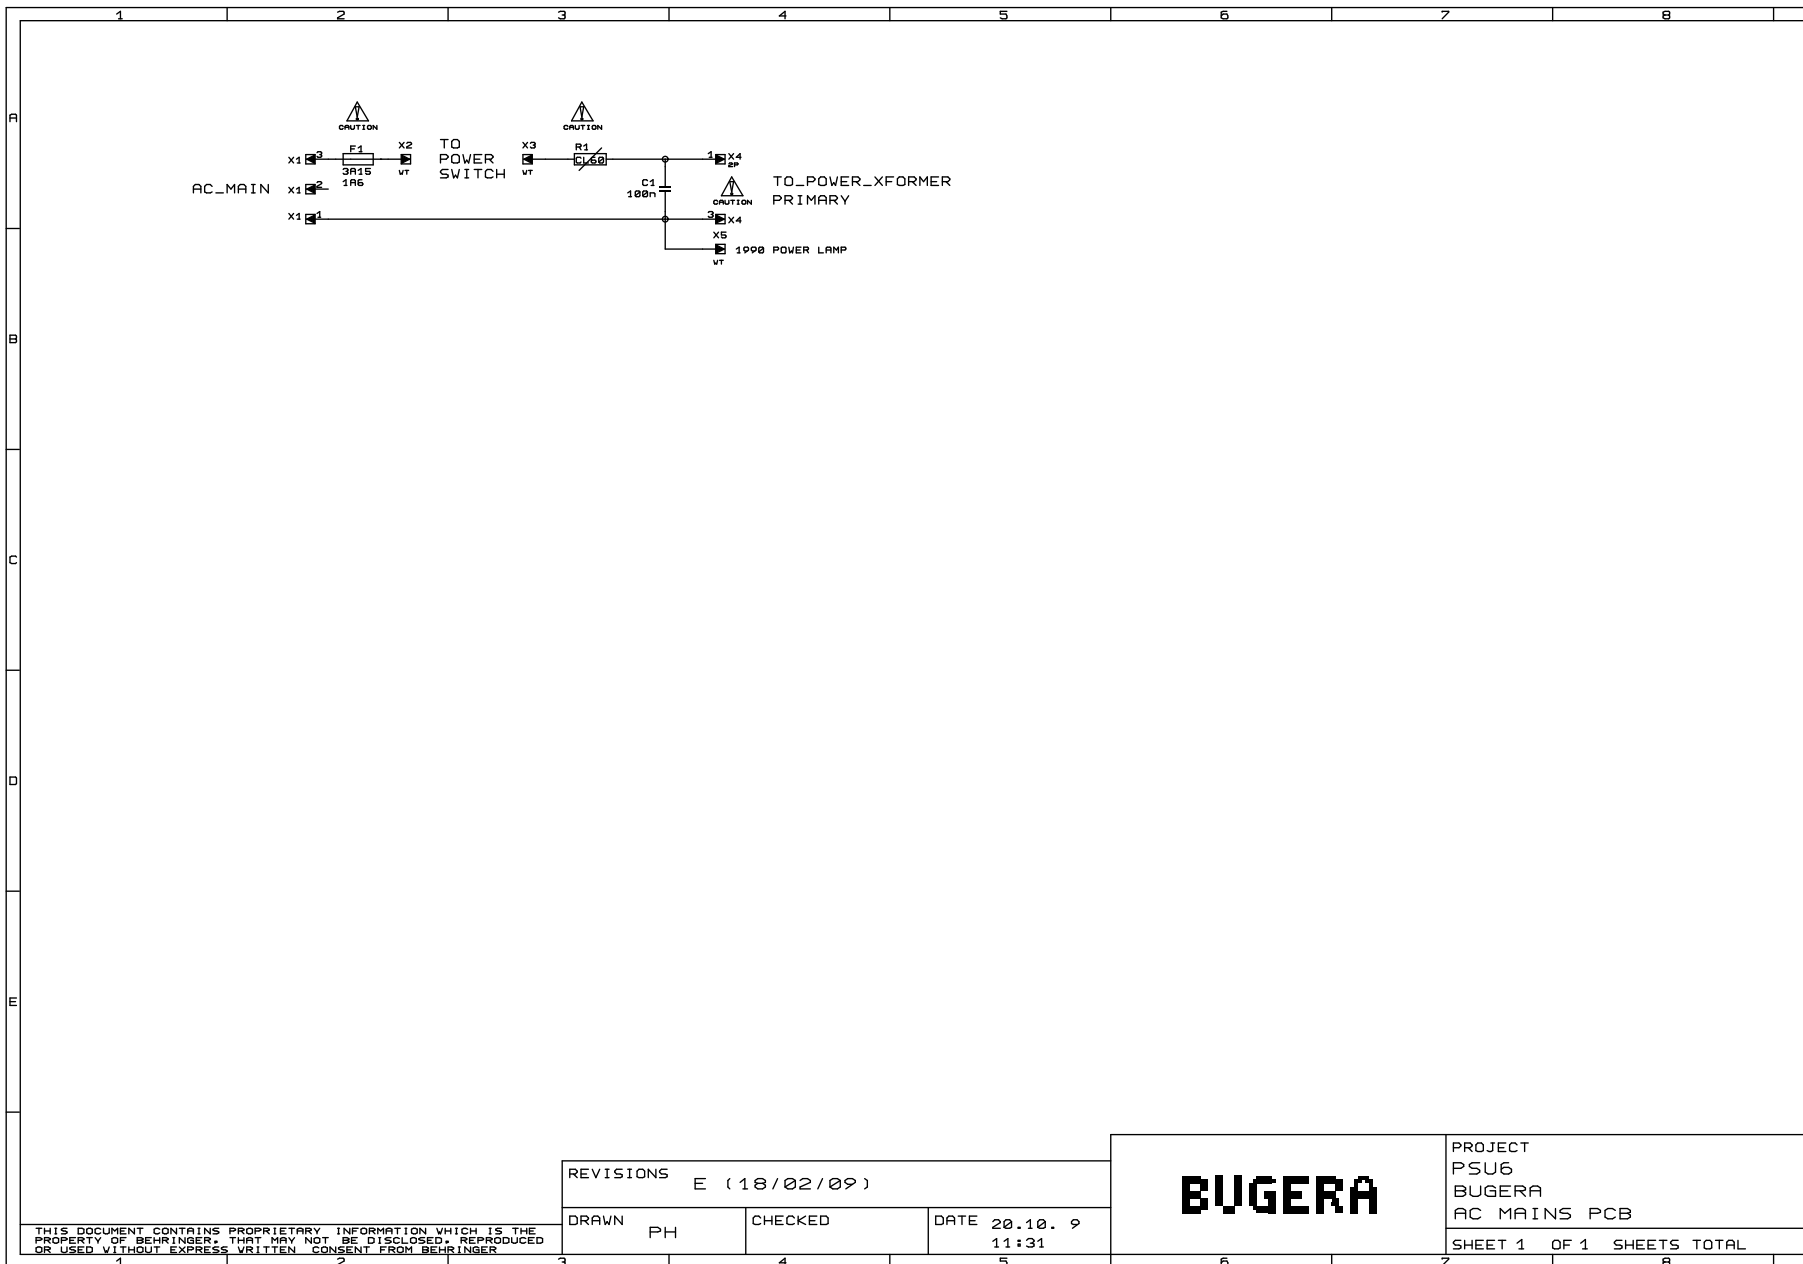 1 2 3 4 5 6 7 8
A
CAUTION
CAUTION
X1 3 F1 X2
3A15
1A6
WT
TO
POWER
SWITCH
X3
WT
R1
CL60
1 X4
2P
AC_MAIN X1 2
C1
100n
CAUTION
TO_POWER_XFORMER
PRIMARY
X1 1
3 X4
X5
1990 POWER LAMP
WT
B
C
D
E
REVISIONS E (18/02/09)
DRAWN PH
CHECKED
DATE 20.10. 9
11:31
BUGERA
PROJECT
PSU6
BUGERA
AC MAINS PCB
SHEET 1 OF 1 SHEETS TOTAL
THIS DOCUMENT CONTAINS PROPRIETARY INFORMATION WHICH IS THE
PROPERTY OF BEHRINGER. THAT MAY NOT BE DISCLOSED, REPRODUCED
OR USED WITHOUT EXPRESS WRITTEN CONSENT FROM BEHRINGER
1 2 3 4 5 6 7 8